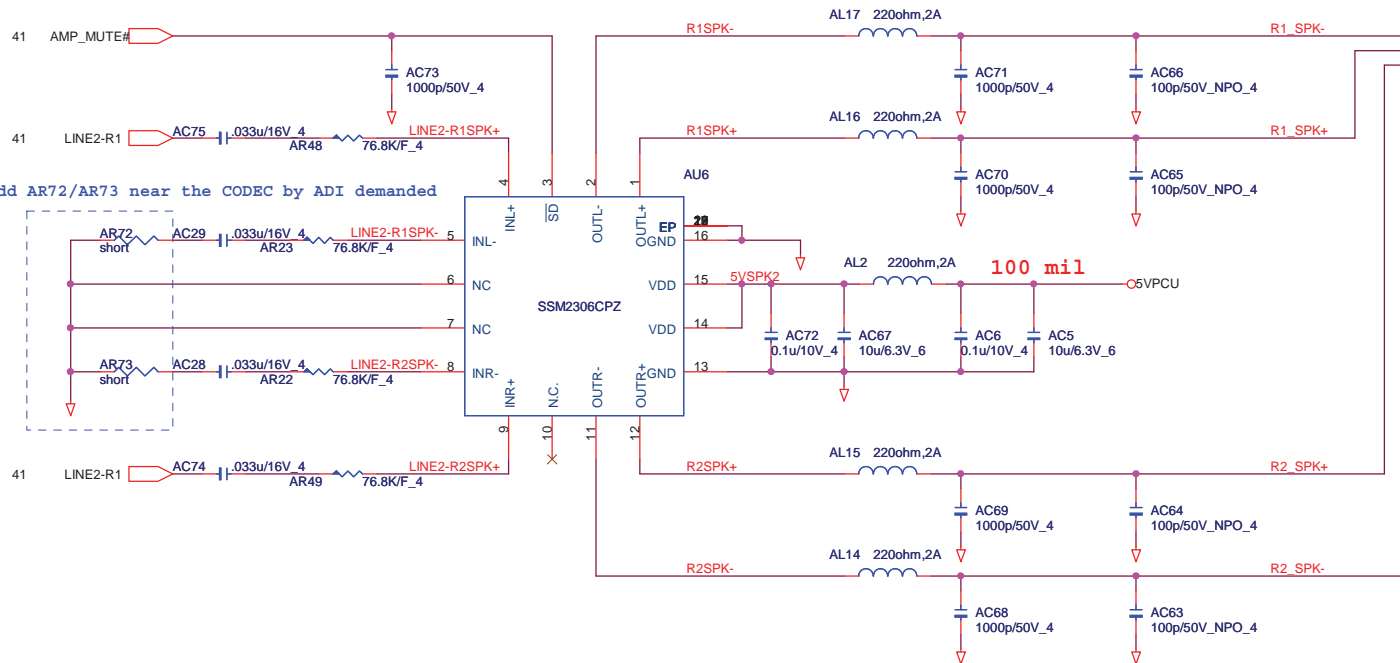 41 AMP_MUTE#
AC73
1000p/50V_4
R1SPK-
AL17 220ohm,2A
R1_SPK-
AC71
1000p/50V_4
AC66
100p/50V_NPO_4
41 LINE2-R1
AC75 .033u/16V_4
AR48 76.8K/F_4
LINE2-R1SPK+
R1SPK+
AL16 220ohm,2A
R1_SPK+
AC70
1000p/50V_4
AC65
100p/50V_NPO_4
dd AR72/AR73 near the CODEC by ADI demanded
4 3 2 1
AU6
INL+ SD OUTL- OUTL+
EP
OGND 16
AR72
short
AC29 .033u/16V_4
AR23 76.8K/F_4
LINE2-R1SPK-
5 INL-
6 NC
7 NC
SSM2306CPZ
VDD 15
VDD 14
GND 13
5VSPK2
AL2 220ohm,2A
100 mil
5VPCU
AC72
0.1u/10V_4
AC67
10u/6.3V_6
AC6
0.1u/10V_4
AC5
10u/6.3V_6
AR73
short
AC28 .033u/16V_4
AR22 76.8K/F_4
LINE2-R2SPK-
8 INR-
INR+ N.C. OUTR- OUTR+
9 10 11 12
41 LINE2-R1
AC74 .033u/16V_4
AR49 76.8K/F_4
LINE2-R2SPK+
R2SPK+
AL15 220ohm,2A
R2_SPK+
AC69
1000p/50V_4
AC64
100p/50V_NPO_4
R2SPK-
AL14 220ohm,2A
R2_SPK-
AC68
1000p/50V_4
AC63
100p/50V_NPO_4